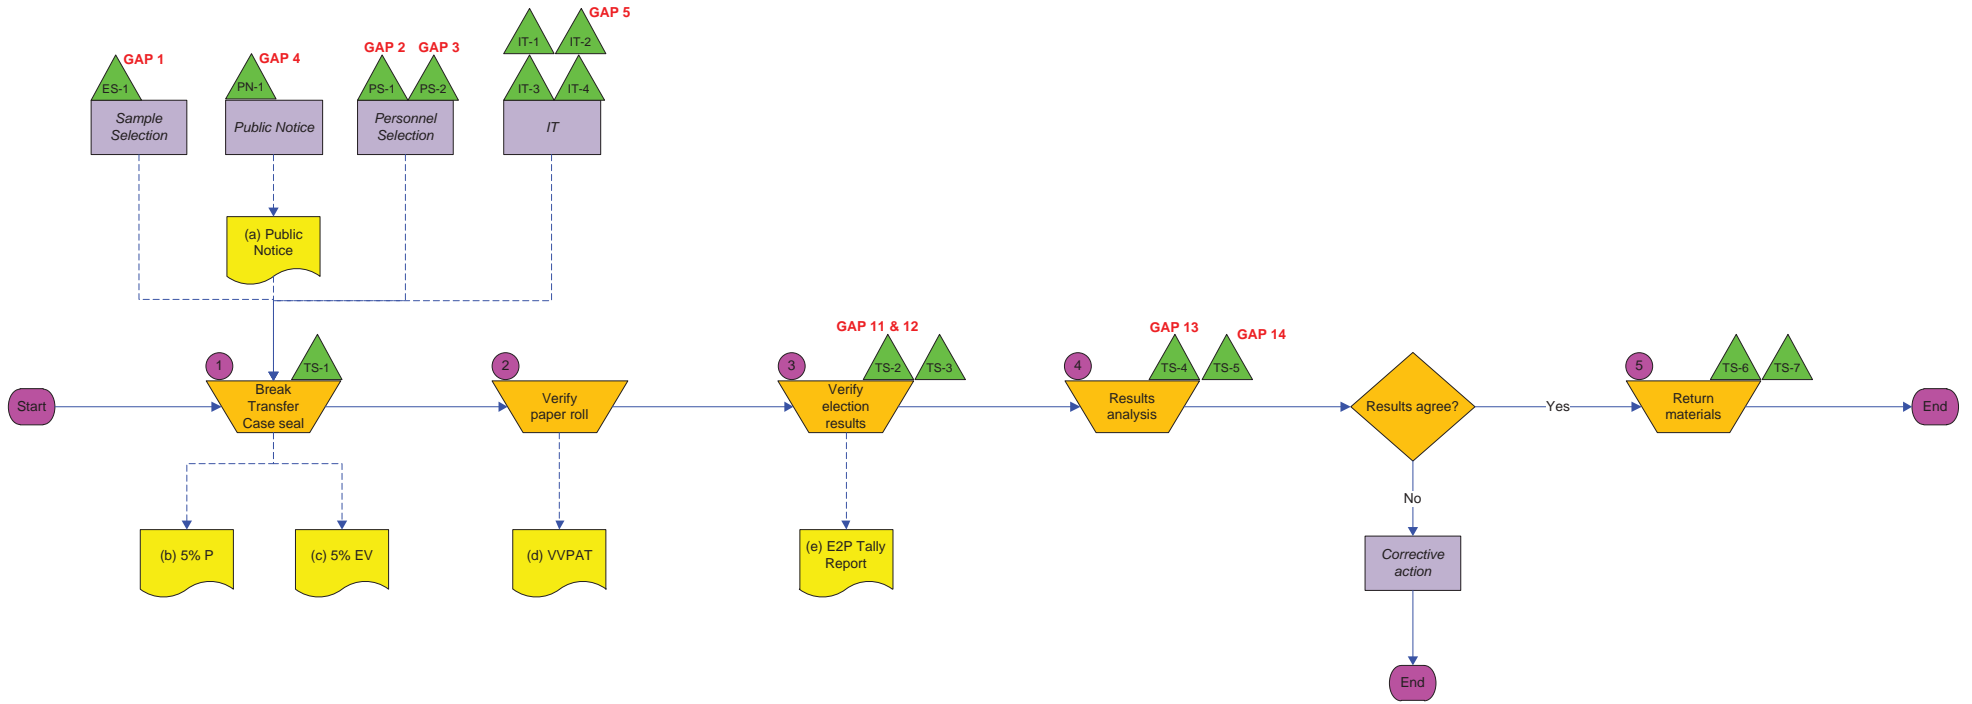 GAP 5
IT-1
IT-2
GAP 1
GAP 4
GAP 2
GAP 3
ES-1
PN-1
PS-1
PS-2
IT-3
IT-4
Sample
Selection
Public Notice
Personnel
Selection
IT
(a) Public
Notice
GAP 11 & 12
GAP 13
GAP 14
1
TS-1
2
3
TS-2
TS-3
4
TS-4
TS-5
5
TS-6
TS-7
Start
Break
Transfer
Case seal
Verify
paper roll
Verify
election
results
Results
analysis
Results agree?
Yes
Return
materials
End
No
(b) 5% P
(c) 5% EV
(d) VVPAT
(e) E2P Tally
Report
Corrective
action
End